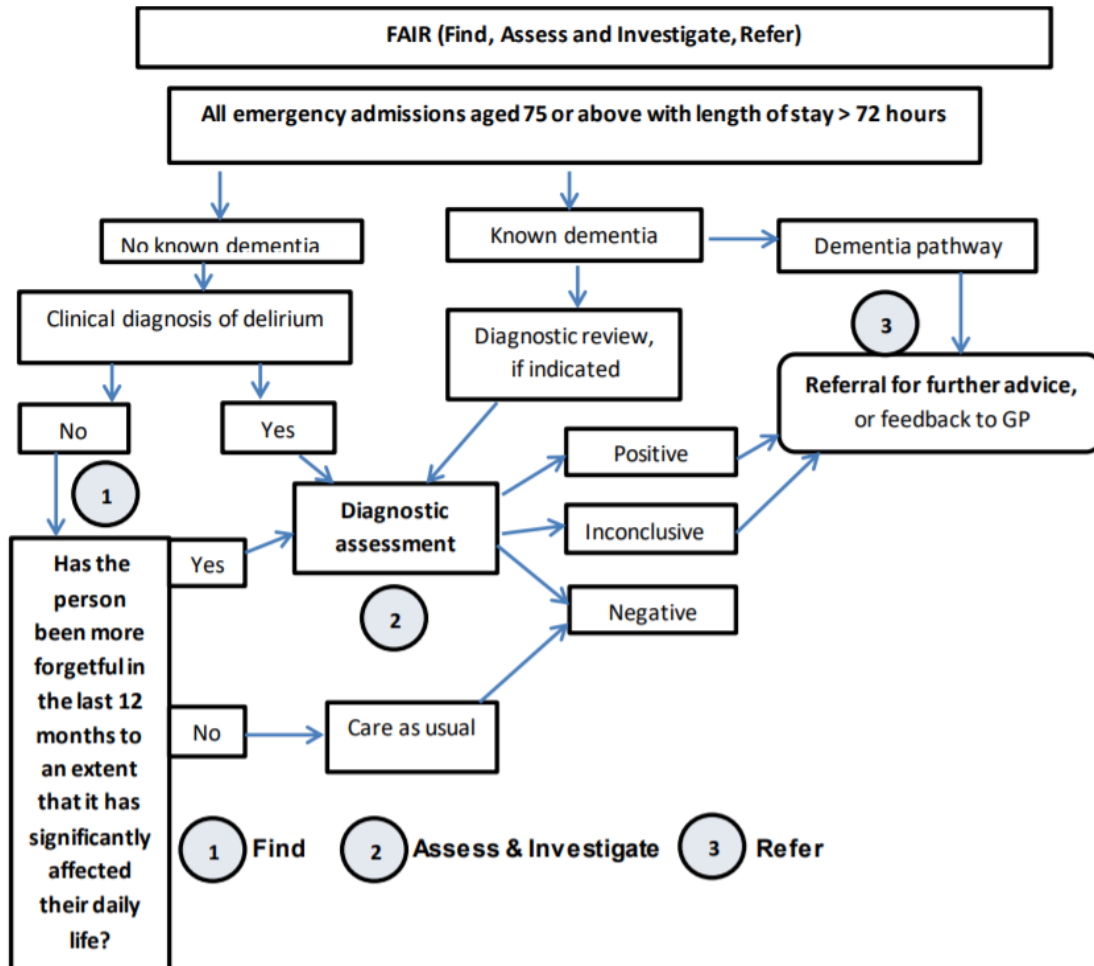 FAIR (Find, Assess and Investigate, Refer)
All emergency admissions aged 75 or above with length of stay > 72 hours
No known dementia
Known dementia
Dementia pathway
Clinical diagnosis of delirium
Diagnostic review,
if indicated
3
Referral for further advice,
or feedback to GP
No
Yes
Positive
1
Diagnostic
assessment
Inconclusive
Has the
person
been more
forgetful in
the last 12
months to
an extent
that it has
significantly
affected
their daily
life?
Yes
2
Negative
No
Care as usual
1 Find
2 Assess & Investigate
3 Refer